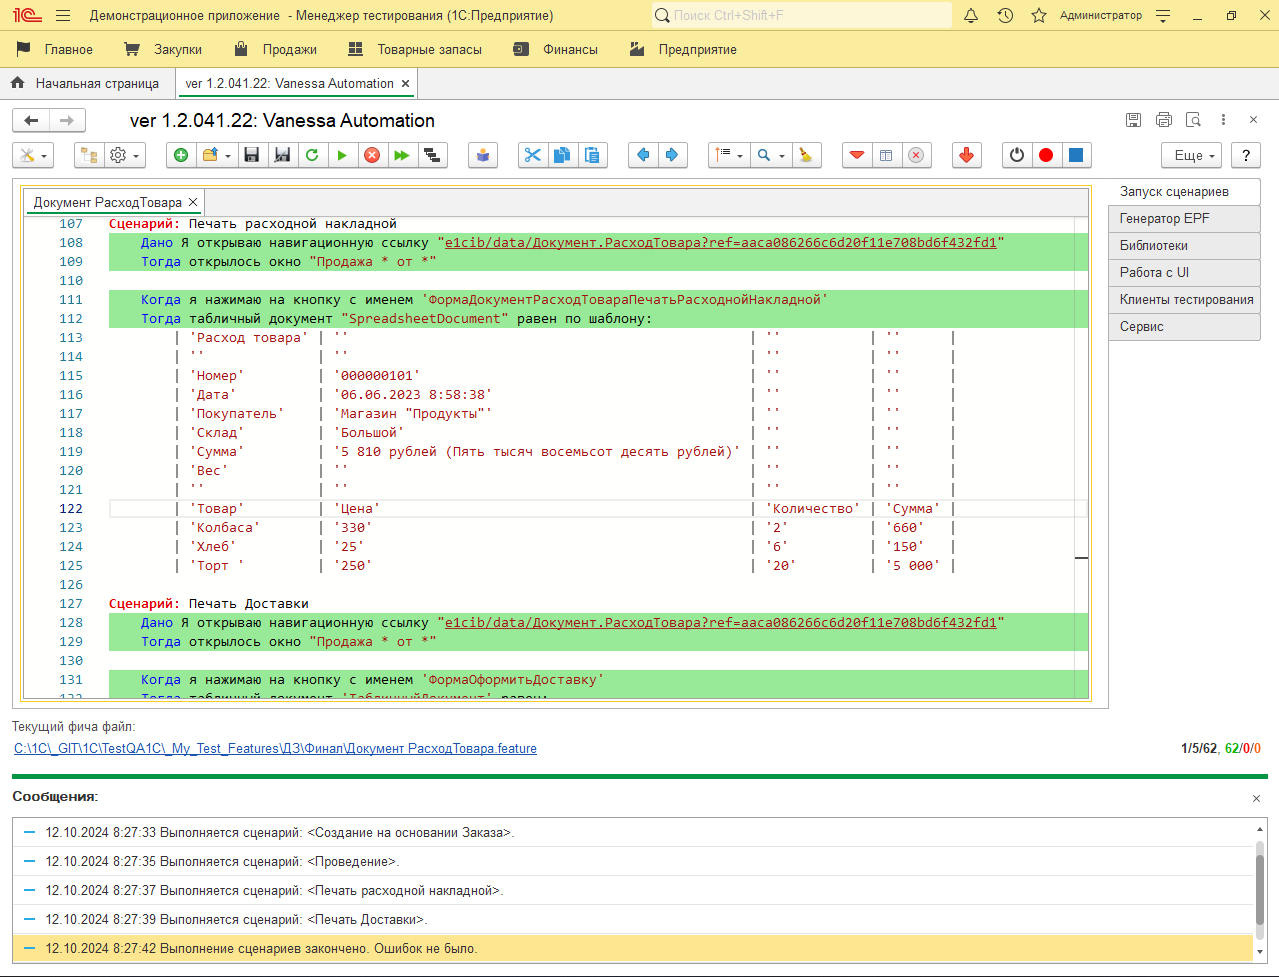 1С Демонстрационное приложение - Менеджер тестирования (1С:Предприятие) Поиск Ctrl+Shift+F Администратор
Главное Закупки Продажи Товарные запасы Финансы Предприятие
Начальная страница ver 1.2.041.22: Vanessa Automation ×
ver 1.2.041.22: Vanessa Automation
Еще ?
Документ РасходТовара ×
107 Сценарий: Печать расходной накладной
108 Дано Я открываю навигационную ссылку "e1cib/data/Документ.РасходТовара?ref=aaca086266c6d20f11e708bd6f432fd1"
109 Тогда открылось окно "Продажа * от *"
110
111 Когда я нажимаю на кнопку с именем 'ФормаДокументРасходТовараПечатьРасходнойНакладной'
112 Тогда табличный документ "SpreadsheetDocument" равен по шаблону:
113 | 'Расход товара' | '' | '' | '' |
114 | '' | '' | '' | '' |
115 | 'Номер' | '000000101' | '' | '' |
116 | 'Дата' | '06.06.2023 8:58:38' | '' | '' |
117 | 'Покупатель' | 'Магазин "Продукты"' | '' | '' |
118 | 'Склад' | 'Большой' | '' | '' |
119 | 'Сумма' | '5 810 рублей (Пять тысяч восемьсот десять рублей)' | '' | '' |
120 | 'Вес' | '' | '' | '' |
121 | '' | '' | '' | '' |
122 | 'Товар' | 'Цена' | 'Количество' | 'Сумма' |
123 | 'Колбаса' | '330' | '2' | '660' |
124 | 'Хлеб' | '25' | '6' | '150' |
125 | 'Торт ' | '250' | '20' | '5 000' |
126
127 Сценарий: Печать Доставки
128 Дано Я открываю навигационную ссылку "e1cib/data/Документ.РасходТовара?ref=aaca086266c6d20f11e708bd6f432fd1"
129 Тогда открылось окно "Продажа * от *"
130
131 Когда я нажимаю на кнопку с именем 'ФормаОформитьДоставку'
132 Тогда табличный документ 'ТабличныйДокумент' равен:
Запуск сценариев
Генератор EPF
Библиотеки
Работа с UI
Клиенты тестирования
Сервис
Текущий фича файл:
C:\1C\_GIT\1C\TestQA1C\_My_Test_Features\ДЗ\Финал\Документ РасходТовара.feature 1/5/62, 62/0/0
Сообщения:
12.10.2024 8:27:33 Выполняется сценарий: <Создание на основании Заказа>.
12.10.2024 8:27:35 Выполняется сценарий: <Проведение>.
12.10.2024 8:27:37 Выполняется сценарий: <Печать расходной накладной>.
12.10.2024 8:27:39 Выполняется сценарий: <Печать Доставки>.
12.10.2024 8:27:42 Выполнение сценариев закончено. Ошибок не было.